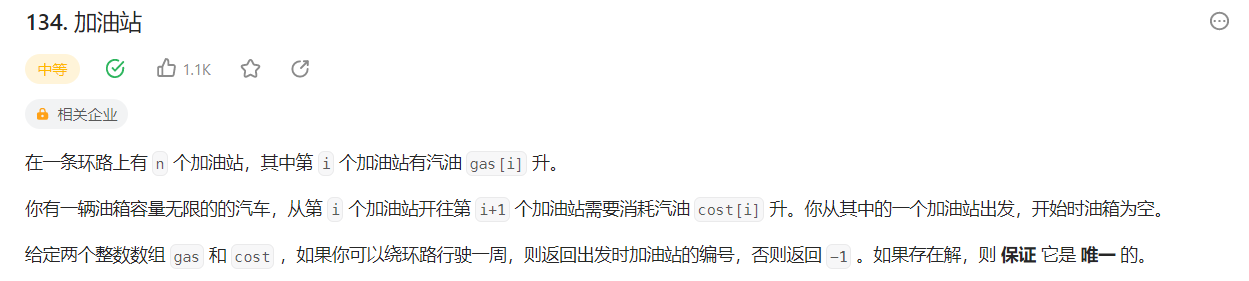 134. 加油站
中等 1.1K
相关企业
在一条环路上有 n 个加油站，其中第 i 个加油站有汽油 gas[i] 升。
你有一辆油箱容量无限的的汽车，从第 i 个加油站开往第 i+1 个加油站需要消耗汽油 cost[i] 升。你从其中的一个加油站出发，开始时油箱为空。
给定两个整数数组 gas 和 cost ，如果你可以绕环路行驶一周，则返回出发时加油站的编号，否则返回 -1 。如果存在解，则 保证 它是 唯一 的。